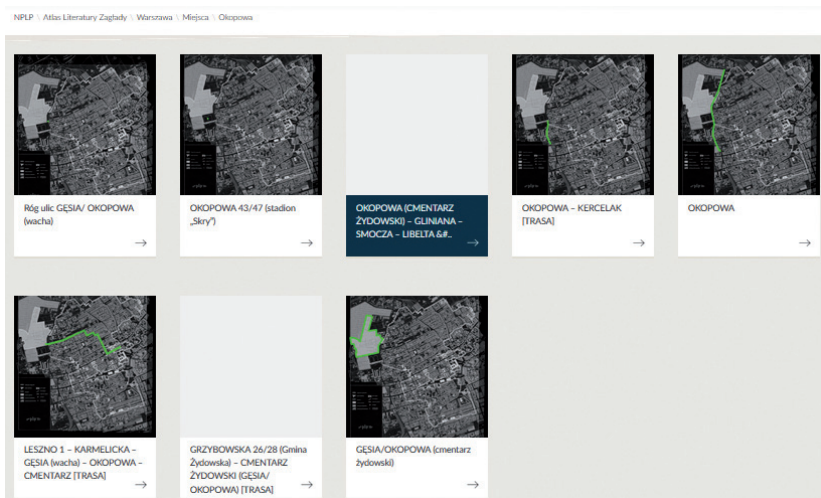 NPLP \ Atlas Literatury Zagłady \ Warszawa \ Miejsca \ Okopowa
Róg ulic GĘSIA/ OKOPOWA
(wacha)
OKOPOWA 43/47 (stadion
„Skry")
OKOPOWA (CMENTARZ
ŻYDOWSKI) – GLINIANA –
SMOCZA – LIBELTA &#...
OKOPOWA – KERCELAK
[TRASA]
OKOPOWA
LESZNO 1 – KARMELICKA –
GĘSIA (wacha) – OKOPOWA –
CMENTARZ [TRASA]
GRZYBOWSKA 26/28 (Gmina
Żydowska) – CMENTARZ
ŻYDOWSKI (GĘSIA/
OKOPOWA) [TRASA]
GĘSIA/OKOPOWA (cmentarz
żydowski)